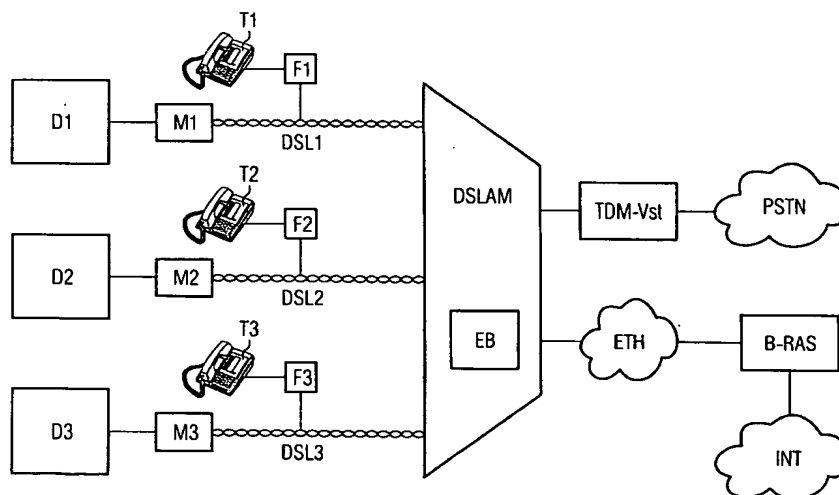 T1
F1
D1
M1
DSL1
T2
F2
D2
M2
DSL2
T3
F3
D3
M3
DSL3
DSLAM
EB
TDM-Vst
PSTN
ETH
B-RAS
INT